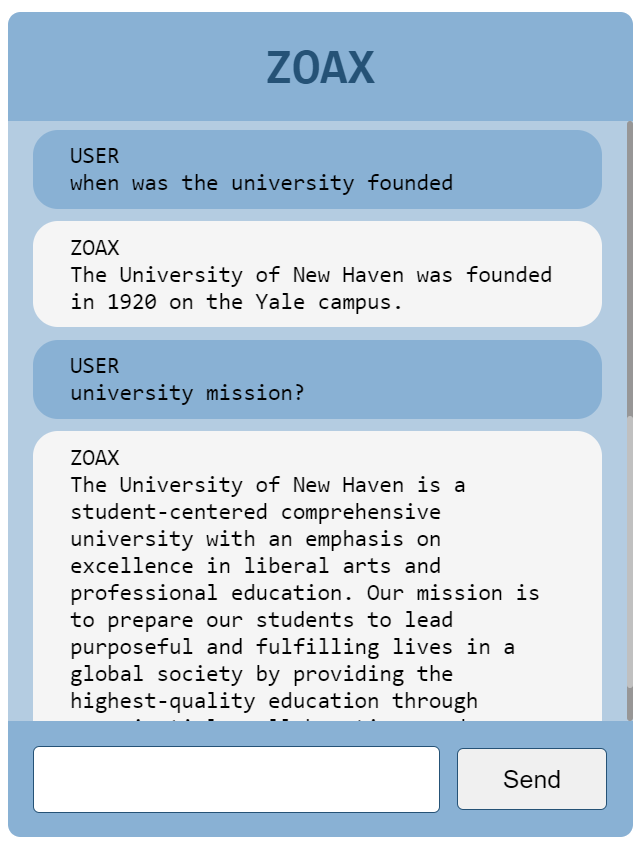 ZOAX
USER
when was the university founded
ZOAX
The University of New Haven was founded
in 1920 on the Yale campus.
USER
university mission?
ZOAX
The University of New Haven is a
student-centered comprehensive
university with an emphasis on
excellence in liberal arts and
professional education. Our mission is
to prepare our students to lead
purposeful and fulfilling lives in a
global society by providing the
highest-quality education through
Send